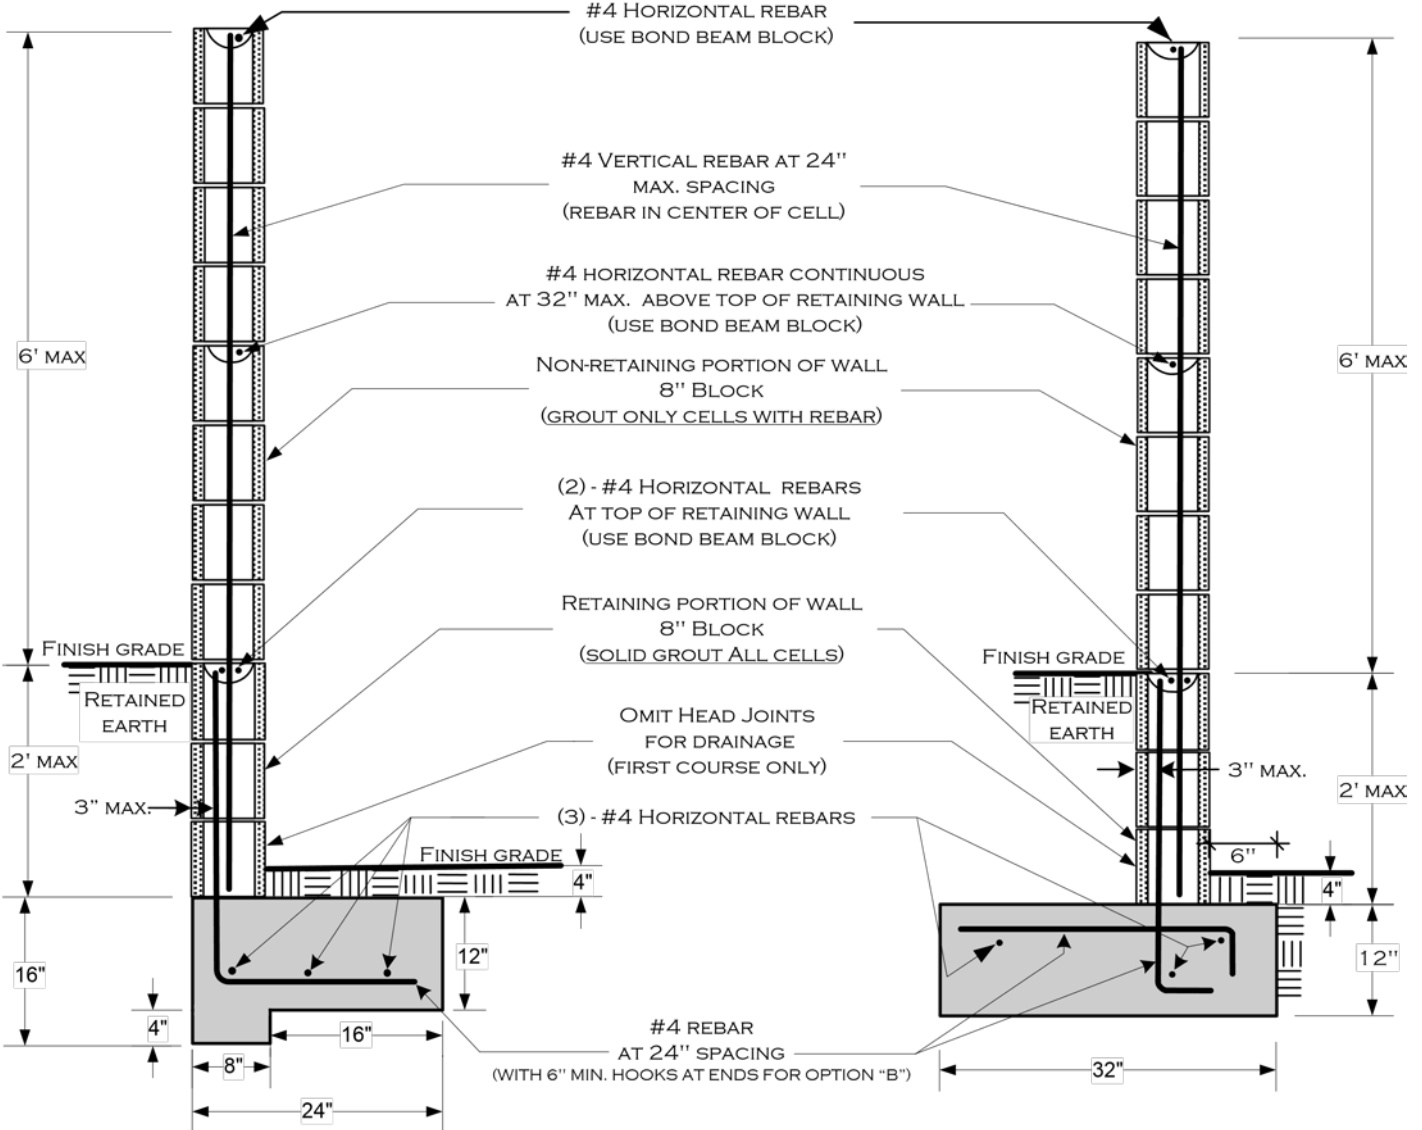 #4 HORIZONTAL REBAR
(USE BOND BEAM BLOCK)
#4 VERTICAL REBAR AT 24"
MAX. SPACING
(REBAR IN CENTER OF CELL)
#4 HORIZONTAL REBAR CONTINUOUS
AT 32" MAX. ABOVE TOP OF RETAINING WALL
(USE BOND BEAM BLOCK)
6' MAX
6' MAX
NON-RETAINING PORTION OF WALL
8" BLOCK
(GROUT ONLY CELLS WITH REBAR)
(2) - #4 HORIZONTAL REBARS
AT TOP OF RETAINING WALL
(USE BOND BEAM BLOCK)
RETAINING PORTION OF WALL
8" BLOCK
(SOLID GROUT ALL CELLS)
FINISH GRADE
FINISH GRADE
RETAINED
EARTH
RETAINED
EARTH
OMIT HEAD JOINTS
FOR DRAINAGE
(FIRST COURSE ONLY)
2' MAX
3" MAX.
3" MAX.
2' MAX
(3) - #4 HORIZONTAL REBARS
FINISH GRADE
4"
6"
4"
16"
12"
12"
4"
16"
8"
24"
#4 REBAR
AT 24" SPACING
(WITH 6" MIN. HOOKS AT ENDS FOR OPTION "B")
32"